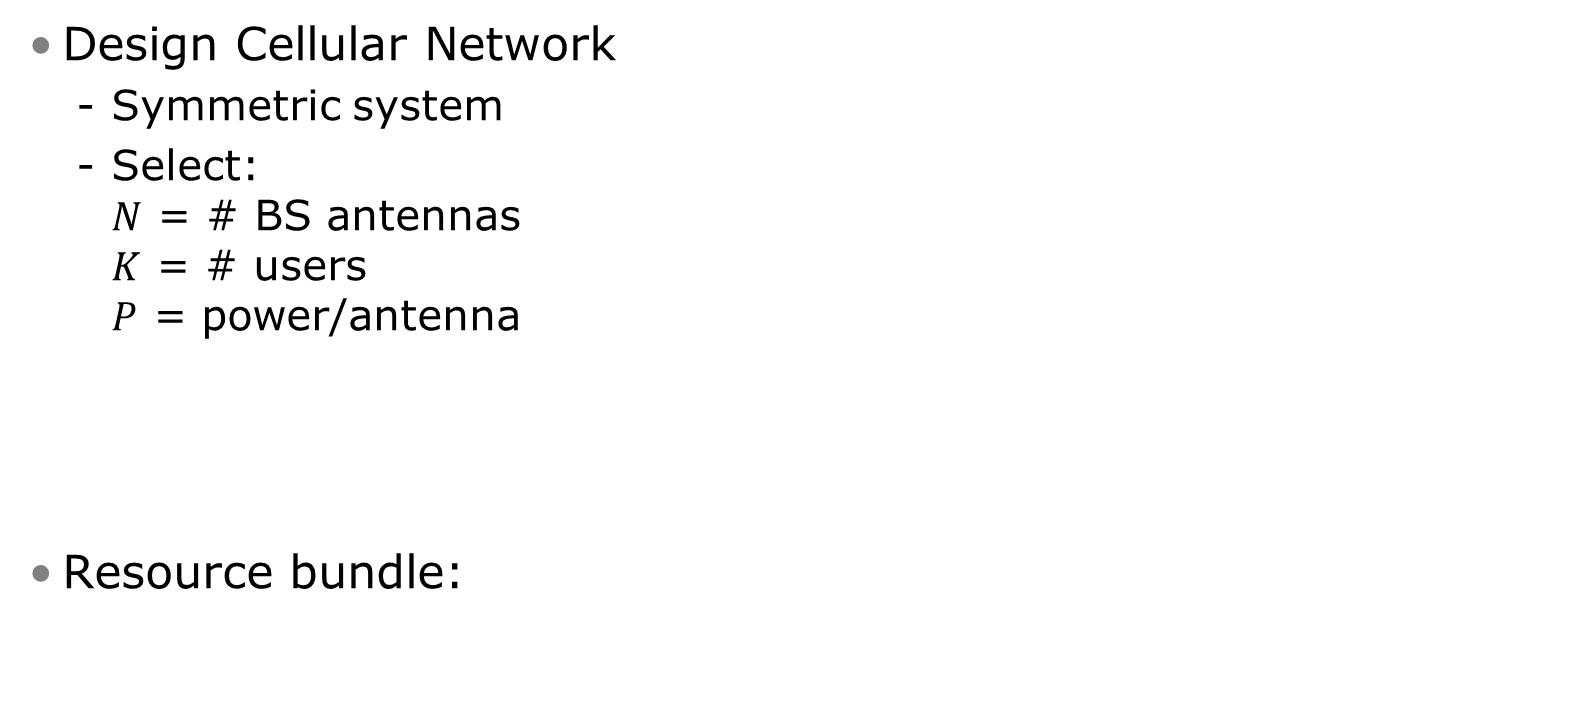 • Design Cellular Network
- Symmetric system
- Select:
N = # BS antennas
K = # users
P = power/antenna
• Resource bundle: